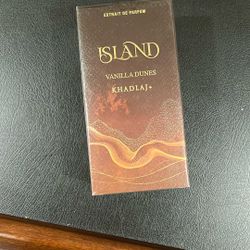 EXTRAIT DE PARFUM
ISLAND
VANILLA DUNES
KHADLAJ+